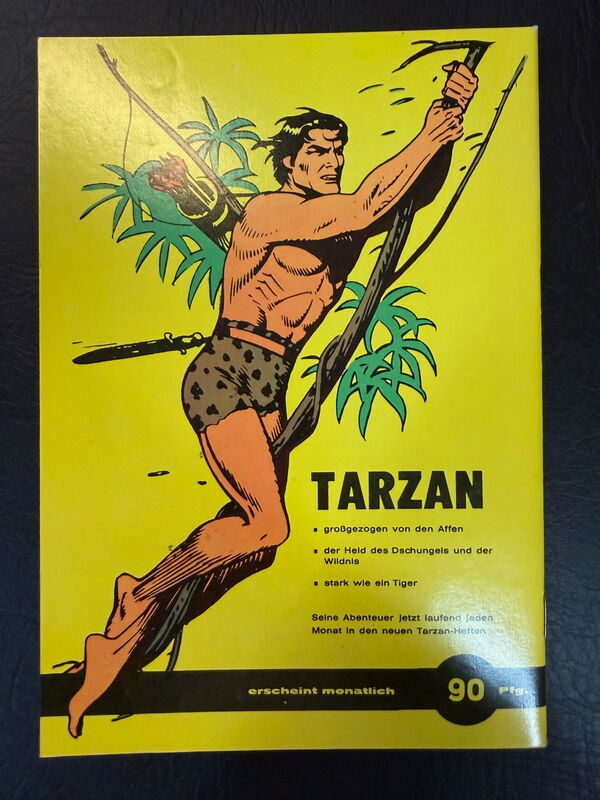 TARZAN
▪ großgezogen von den Affen
▪ der Held des Dschungels und der
Wildnis
▪ stark wie ein Tiger
Seine Abenteuer jetzt laufend jeden
Monat in den neuen Tarzan-Heften
erscheint monatlich
90 Pfg.